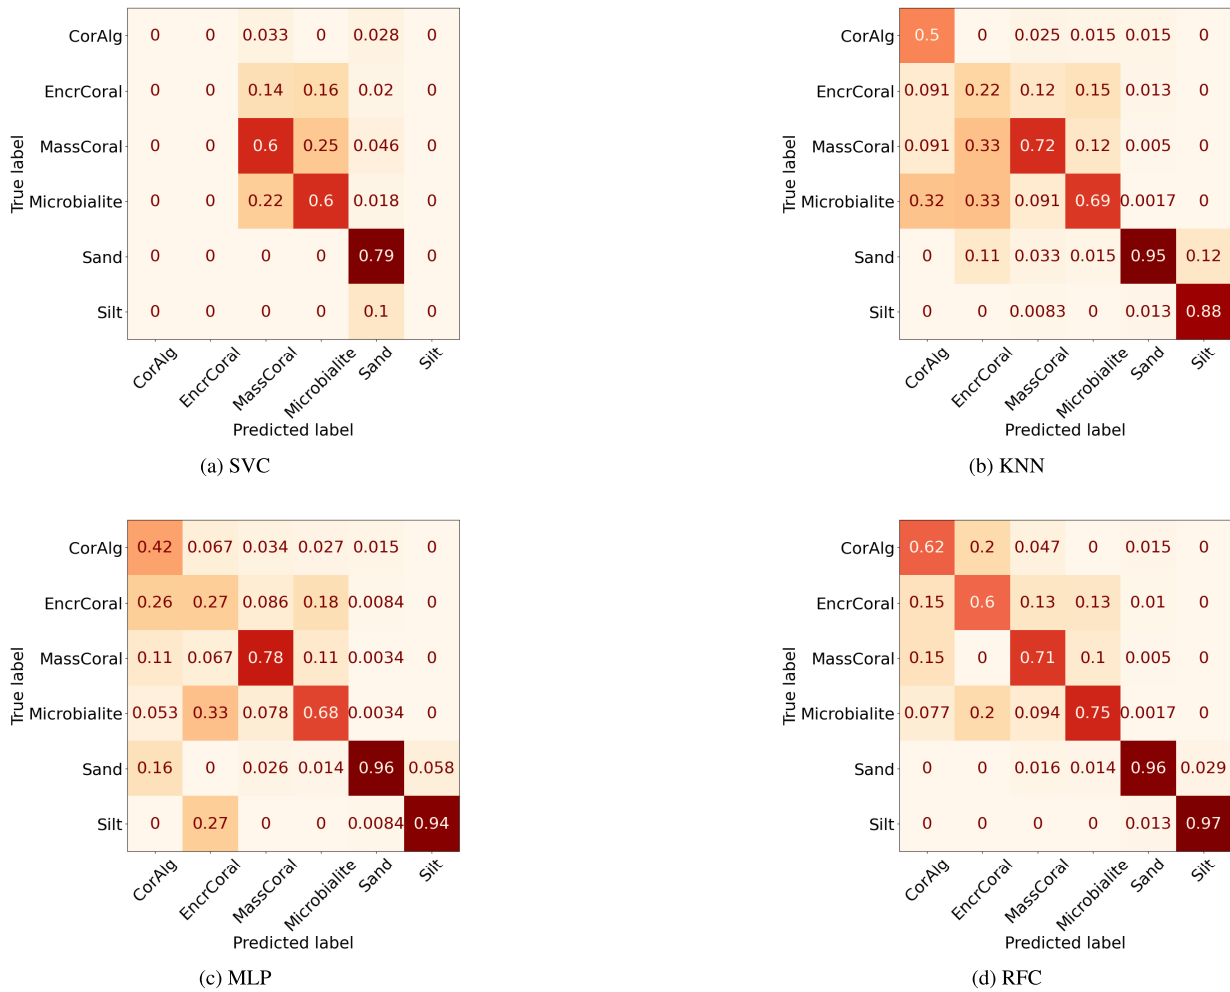 CorAlg 0 0 0.033 0 0.028 0
EncrCoral 0 0 0.14 0.16 0.02 0
MassCoral 0 0 0.6 0.25 0.046 0
Microbialite 0 0 0.22 0.6 0.018 0
Sand 0 0 0 0 0.79 0
Silt 0 0 0 0 0.1 0
True label
CorAlg EncrCoral MassCoral Microbialite Sand Silt
Predicted label
(a) SVC
CorAlg 0.5 0 0.025 0.015 0.015 0
EncrCoral 0.091 0.22 0.12 0.15 0.013 0
MassCoral 0.091 0.33 0.72 0.12 0.005 0
Microbialite 0.32 0.33 0.091 0.69 0.0017 0
Sand 0 0.11 0.033 0.015 0.95 0.12
Silt 0 0 0.0083 0 0.013 0.88
True label
CorAlg EncrCoral MassCoral Microbialite Sand Silt
Predicted label
(b) KNN
CorAlg 0.42 0.067 0.034 0.027 0.015 0
EncrCoral 0.26 0.27 0.086 0.18 0.0084 0
MassCoral 0.11 0.067 0.78 0.11 0.0034 0
Microbialite 0.053 0.33 0.078 0.68 0.0034 0
Sand 0.16 0 0.026 0.014 0.96 0.058
Silt 0 0.27 0 0 0.0084 0.94
True label
CorAlg EncrCoral MassCoral Microbialite Sand Silt
Predicted label
(c) MLP
CorAlg 0.62 0.2 0.047 0 0.015 0
EncrCoral 0.15 0.6 0.13 0.13 0.01 0
MassCoral 0.15 0 0.71 0.1 0.005 0
Microbialite 0.077 0.2 0.094 0.75 0.0017 0
Sand 0 0 0.016 0.014 0.96 0.029
Silt 0 0 0 0 0.013 0.97
True label
CorAlg EncrCoral MassCoral Microbialite Sand Silt
Predicted label
(d) RFC